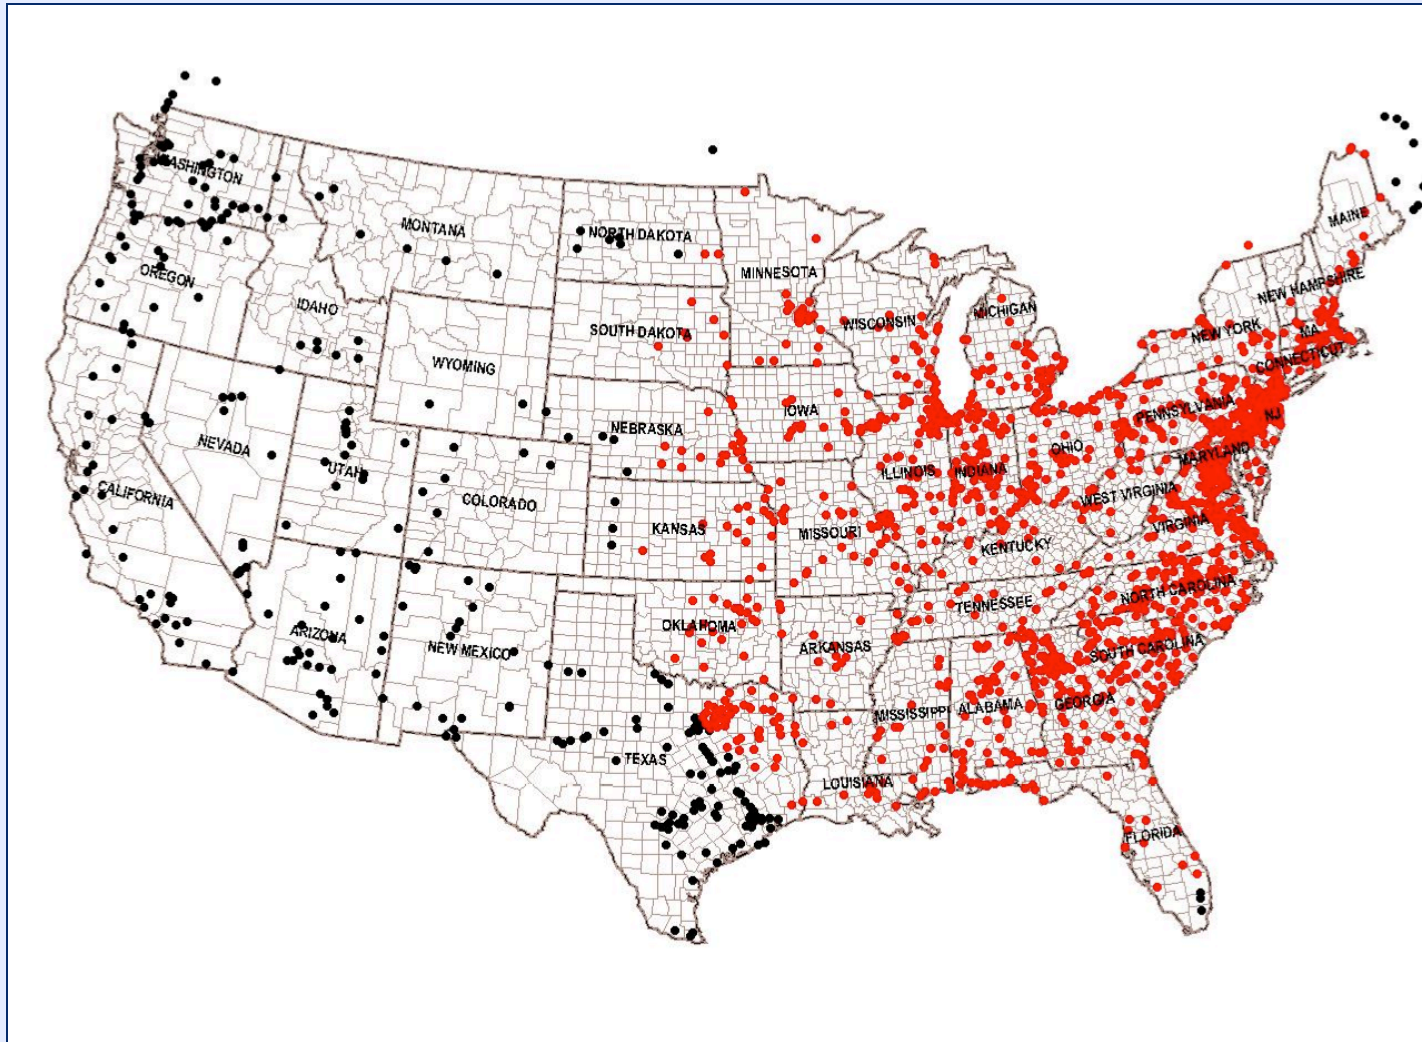 WASHINGTON
MONTANA
NORTH DAKOTA
MAINE
OREGON
MINNESOTA
IDAHO
NEW HAMPSHIRE
MICHIGAN
WISCONSIN
SOUTH DAKOTA
NEW YORK
MA
WYOMING
CONNECTICUT
IOWA
PENNSYLVANIA
NJ
NEBRASKA
NEVADA
OHIO
MARYLAND
UTAH
ILLINOIS
INDIANA
CALIFORNIA
COLORADO
WEST VIRGINIA
KANSAS
MISSOURI
VIRGINIA
KENTUCKY
NORTH CAROLINA
TENNESSEE
ARIZONA
OKLAHOMA
NEW MEXICO
ARKANSAS
SOUTH CAROLINA
MISSISSIPPI
ALABAMA
GEORGIA
TEXAS
LOUISIANA
FLORIDA